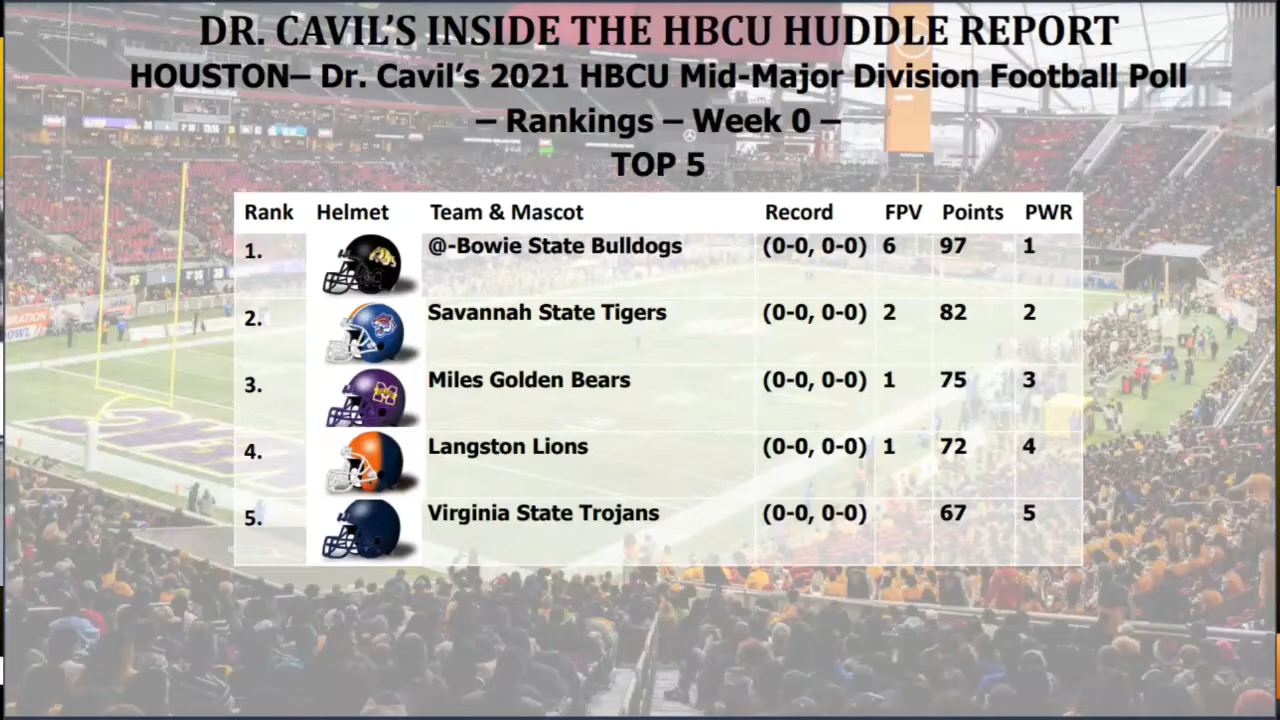 DR. CAVIL'S INSIDE THE HBCU HUDDLE REPORT
HOUSTON— Dr. Cavil's 2021 HBCU Mid-Major Division Football Poll
– Rankings – Week 0 –
TOP 5
Rank Helmet Team & Mascot Record FPV Points PWR
1. @-Bowie State Bulldogs (0-0, 0-0) 6 97 1
2. Savannah State Tigers (0-0, 0-0) 2 82 2
3. Miles Golden Bears (0-0, 0-0) 1 75 3
4. Langston Lions (0-0, 0-0) 1 72 4
5. Virginia State Trojans (0-0, 0-0) 67 5